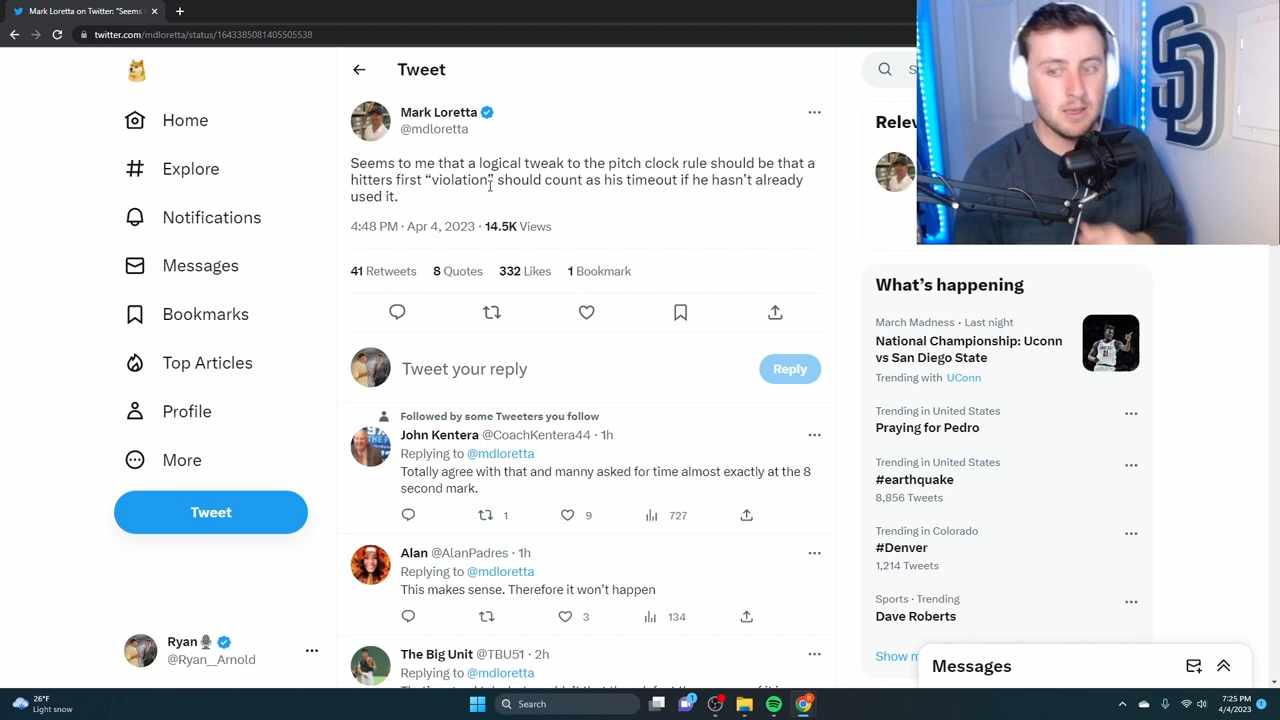 Mark Loretta on Twitter: "Seems
twitter.com/mdloretta/status/1643385081405505538
Tweet
Home
Explore
Notifications
Messages
Bookmarks
Top Articles
Profile
More
Tweet
Ryan
@Ryan__Arnold
Mark Loretta
@mdloretta
Seems to me that a logical tweak to the pitch clock rule should be that a
hitters first “violation” should count as his timeout if he hasn’t already
used it.
4:48 PM · Apr 4, 2023 · 14.5K Views
41 Retweets 8 Quotes 332 Likes 1 Bookmark
Tweet your reply
Reply
Followed by some Tweeters you follow
John Kentera @CoachKentera44 · 1h
Replying to @mdloretta
Totally agree with that and manny asked for time almost exactly at the 8
second mark.
1 9 727
Alan @AlanPadres · 1h
Replying to @mdloretta
This makes sense. Therefore it won’t happen
3 134
The Big Unit @TBU51 · 2h
Replying to @mdloretta
S
Relev
SD
What’s happening
March Madness · Last night
National Championship: Uconn
vs San Diego State
Trending with UConn
Trending in United States
Praying for Pedro
Trending in United States
#earthquake
8,856 Tweets
Trending in Colorado
#Denver
1,214 Tweets
Sports · Trending
Dave Roberts
Show m
Messages
26°F
Light snow
Search
7:25 PM
4/4/2023